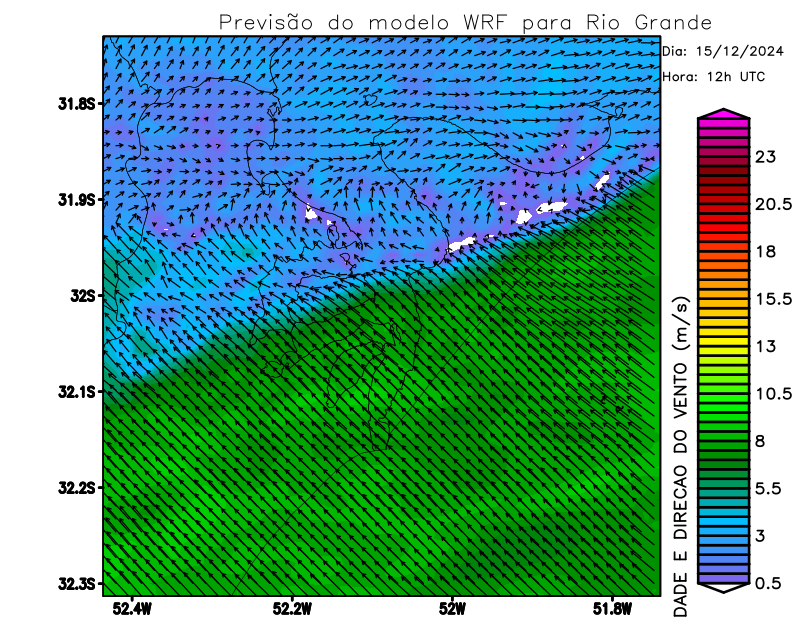 Previsão do modelo WRF para Rio Grande
Dia: 15/12/2024
Hora: 12h UTC
31.8S
31.9S
32S
32.1S
32.2S
32.3S
52.4W
52.2W
52W
51.8W
23
20.5
18
15.5
13
10.5
8
5.5
3
0.5
DADE E DIRECAO DO VENTO (m/s)